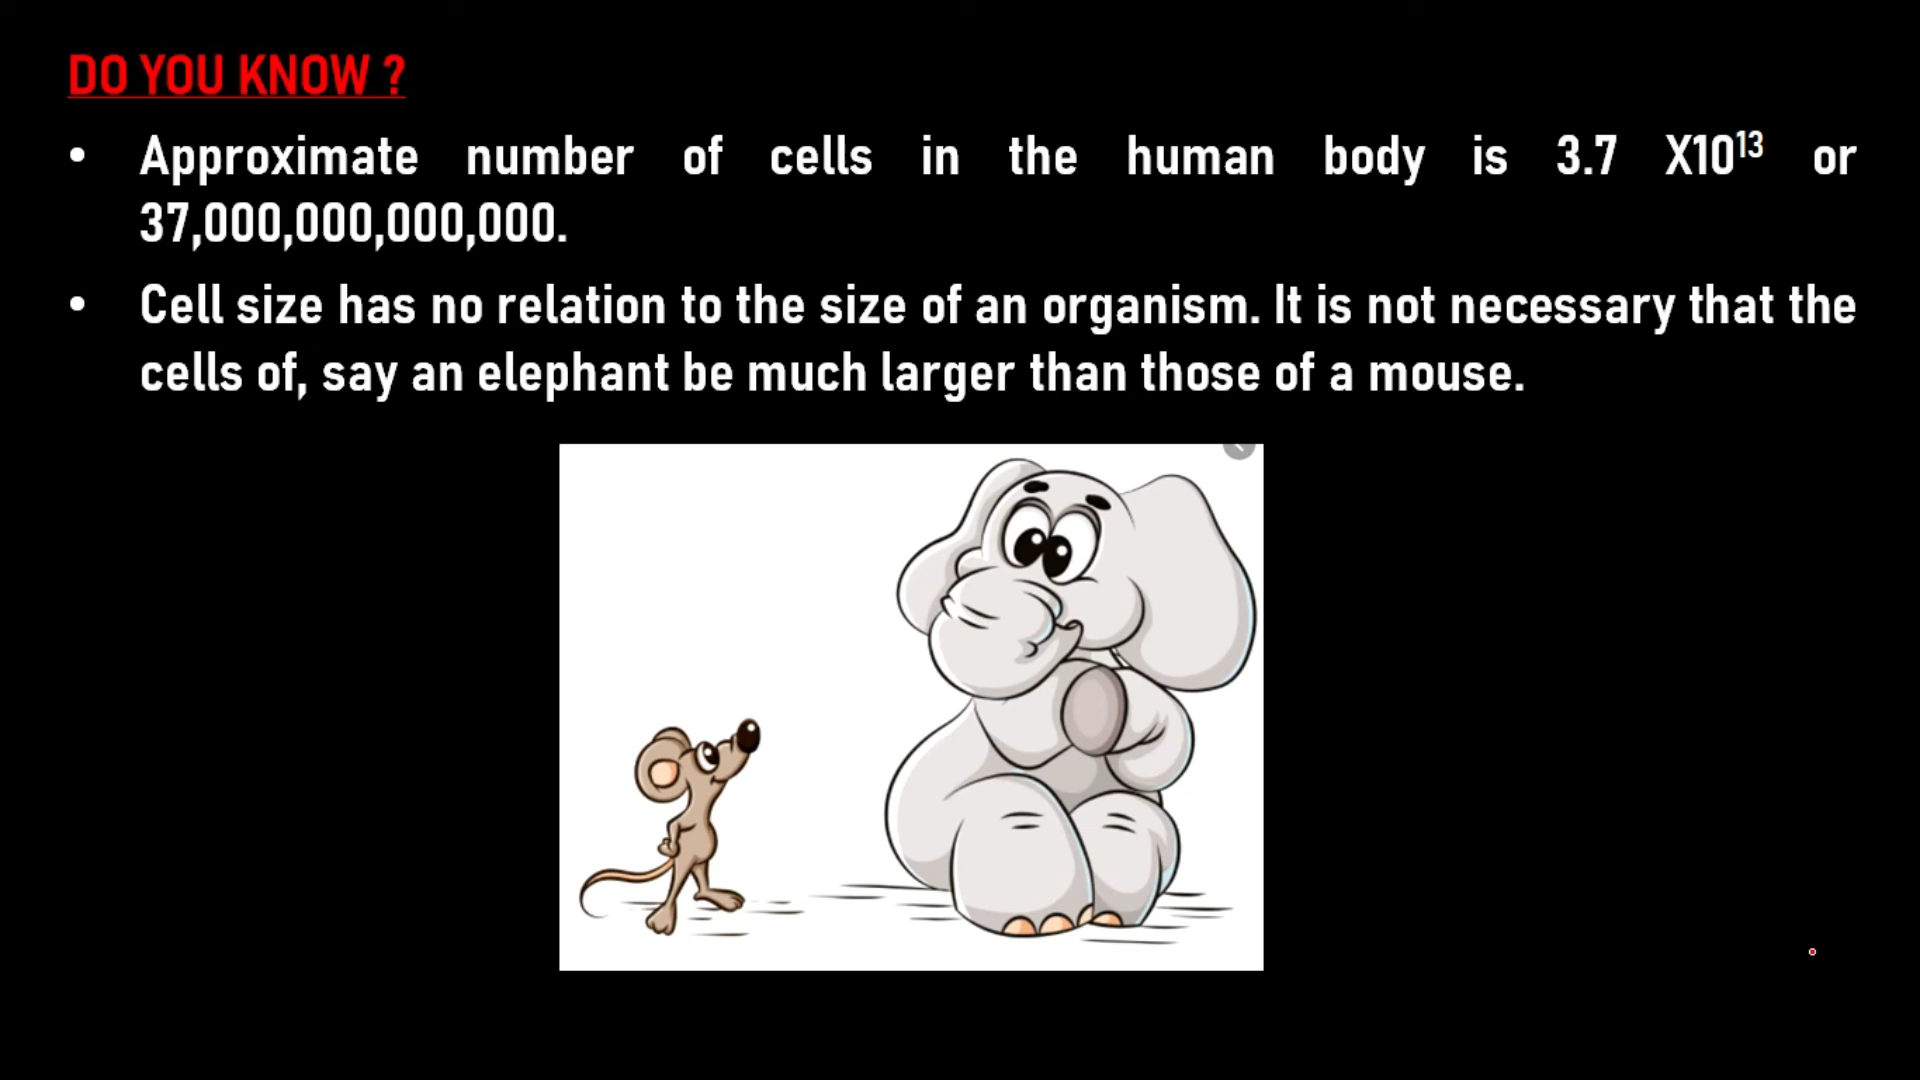 DO YOU KNOW ?
• Approximate number of cells in the human body is 3.7 X10¹³ or
37,000,000,000,000.
• Cell size has no relation to the size of an organism. It is not necessary that the
cells of, say an elephant be much larger than those of a mouse.